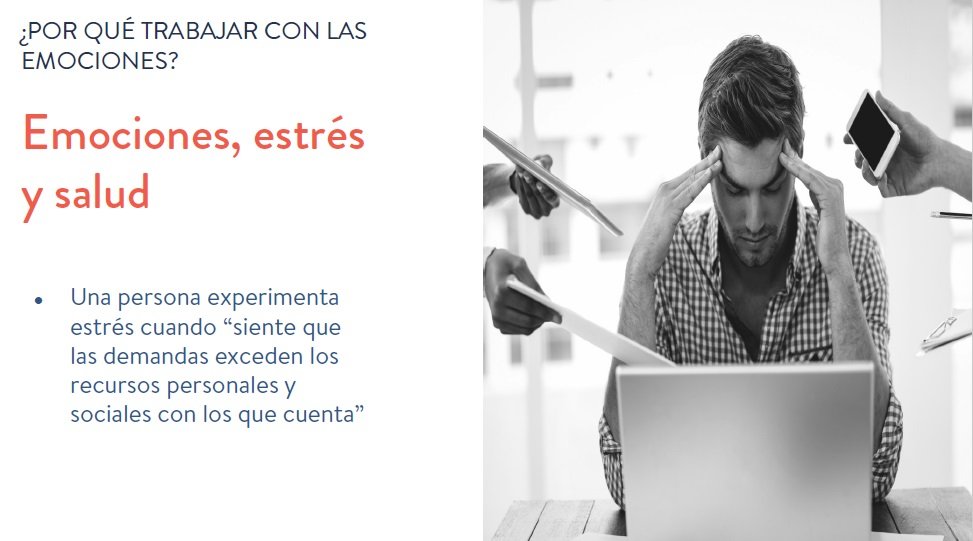 ¿POR QUÉ TRABAJAR CON LAS
EMOCIONES?
Emociones, estrés
y salud
• Una persona experimenta
estrés cuando “siente que
las demandas exceden los
recursos personales y
sociales con los que cuenta”